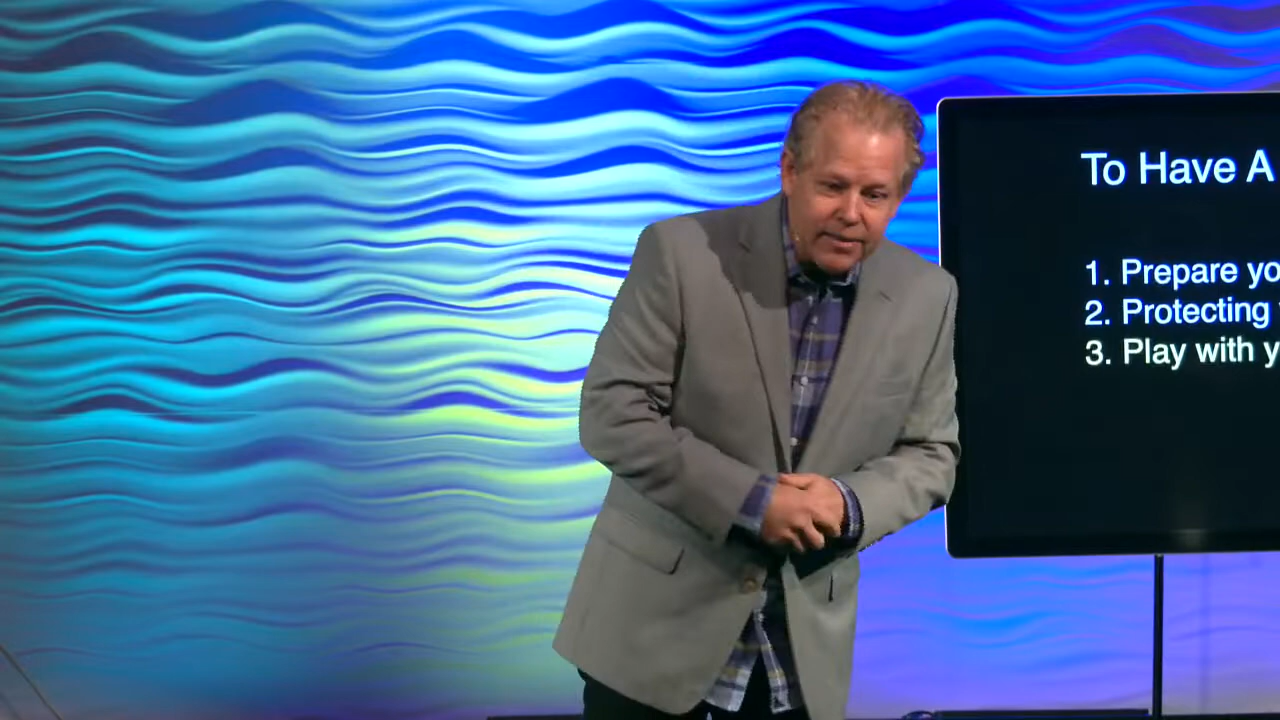 To Have A
1. Prepare yo
2. Protecting
3. Play with y